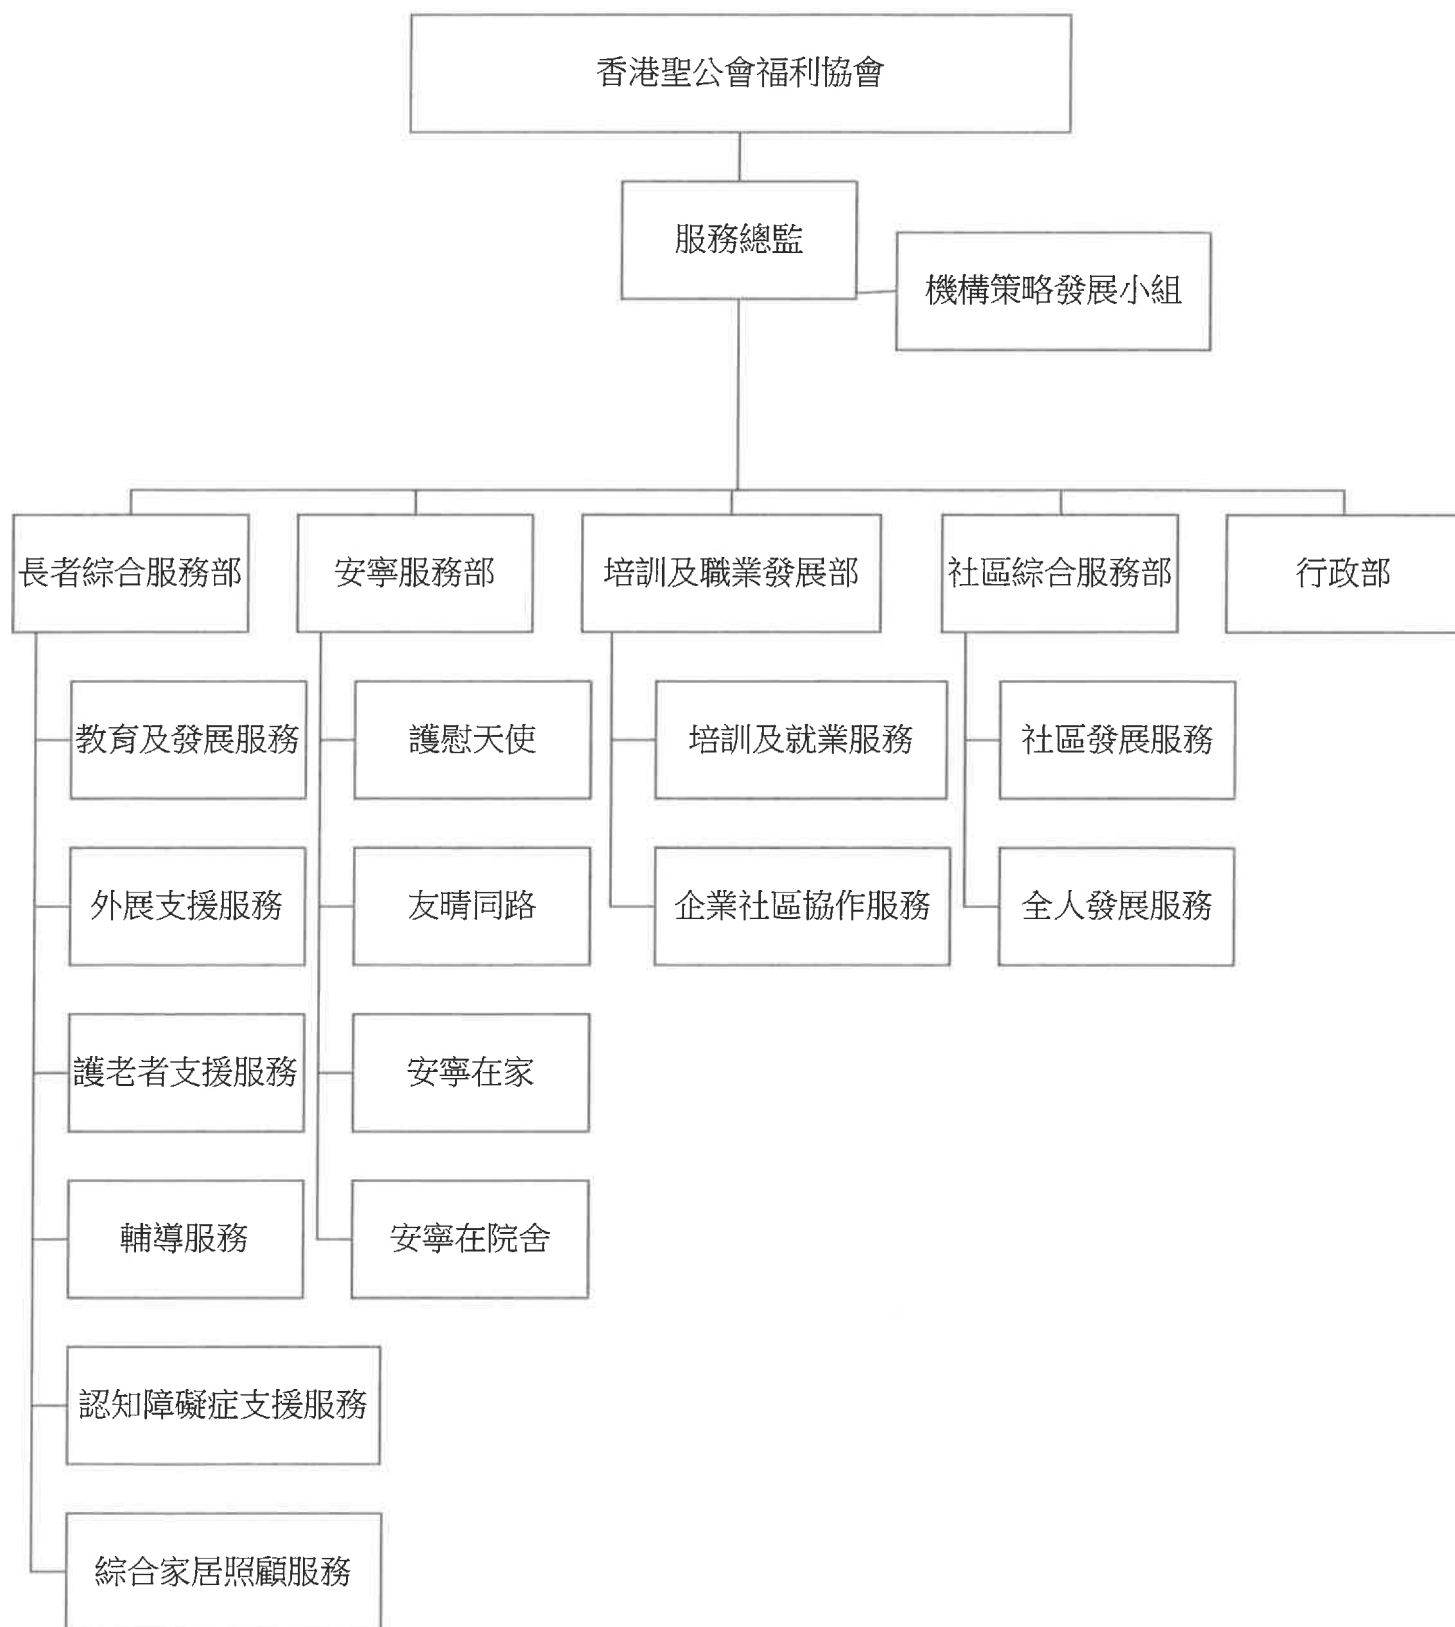 香港聖公會福利協會
服務總監
機構策略發展小組
長者綜合服務部
安寧服務部
培訓及職業發展部
社區綜合服務部
行政部
教育及發展服務
護慰天使
培訓及就業服務
社區發展服務
外展支援服務
友晴同路
企業社區協作服務
全人發展服務
護老者支援服務
安寧在家
輔導服務
安寧在院舍
認知障礙症支援服務
綜合家居照顧服務